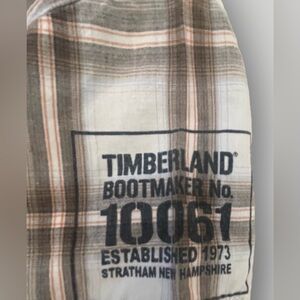 TIMBERLAND®
BOOTMAKER No.
10061
ESTABLISHED 1973
STRATHAM NEW HAMPSHIRE